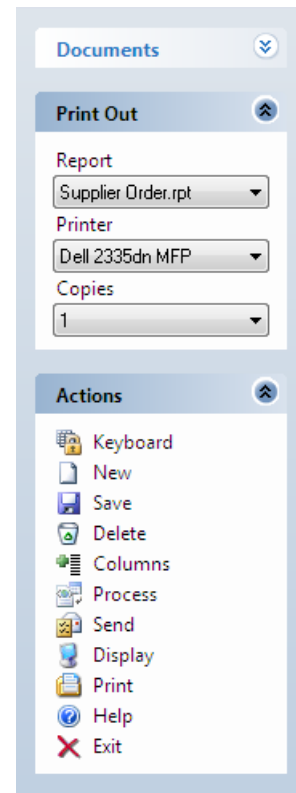 Documents
Print Out
Report
Supplier Order.rpt
Printer
Dell 2335dn MFP
Copies
1
Actions
Keyboard
New
Save
Delete
Columns
Process
Send
Display
Print
Help
Exit